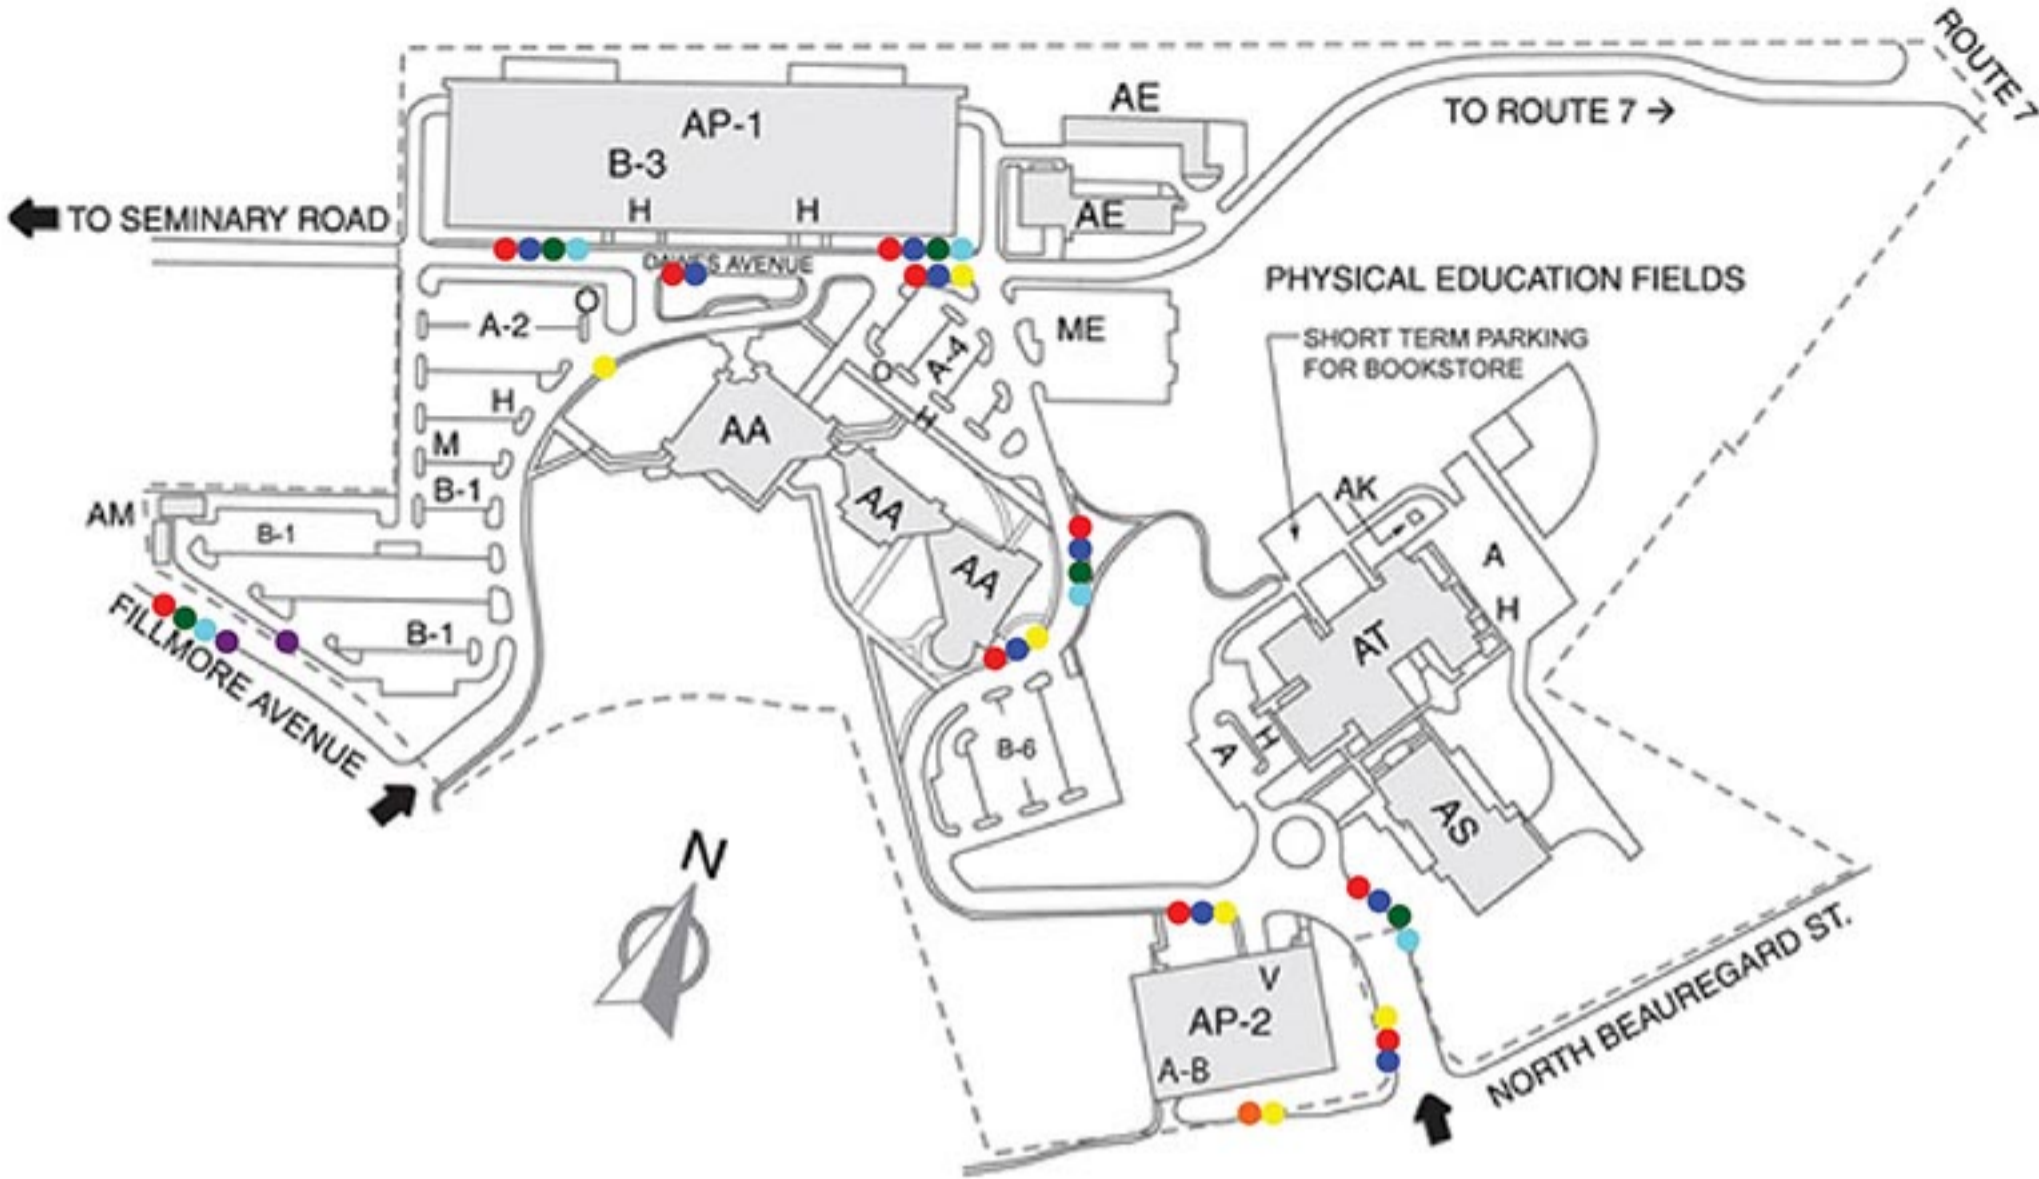 ROUTE 7
AE
TO ROUTE 7 →
AP-1
B-3
H H
TO SEMINARY ROAD
AE
DAWES AVENUE
PHYSICAL EDUCATION FIELDS
O
A-2
ME
SHORT TERM PARKING
FOR BOOKSTORE
A-4
O
H
H
AA
M
B-1
AK
AM
AA
B-1
A
AA
H
FILLMORE AVENUE
B-1
AT
B-6
H
A
AS
N
V
AP-2
A-B
NORTH BEAUREGARD ST.